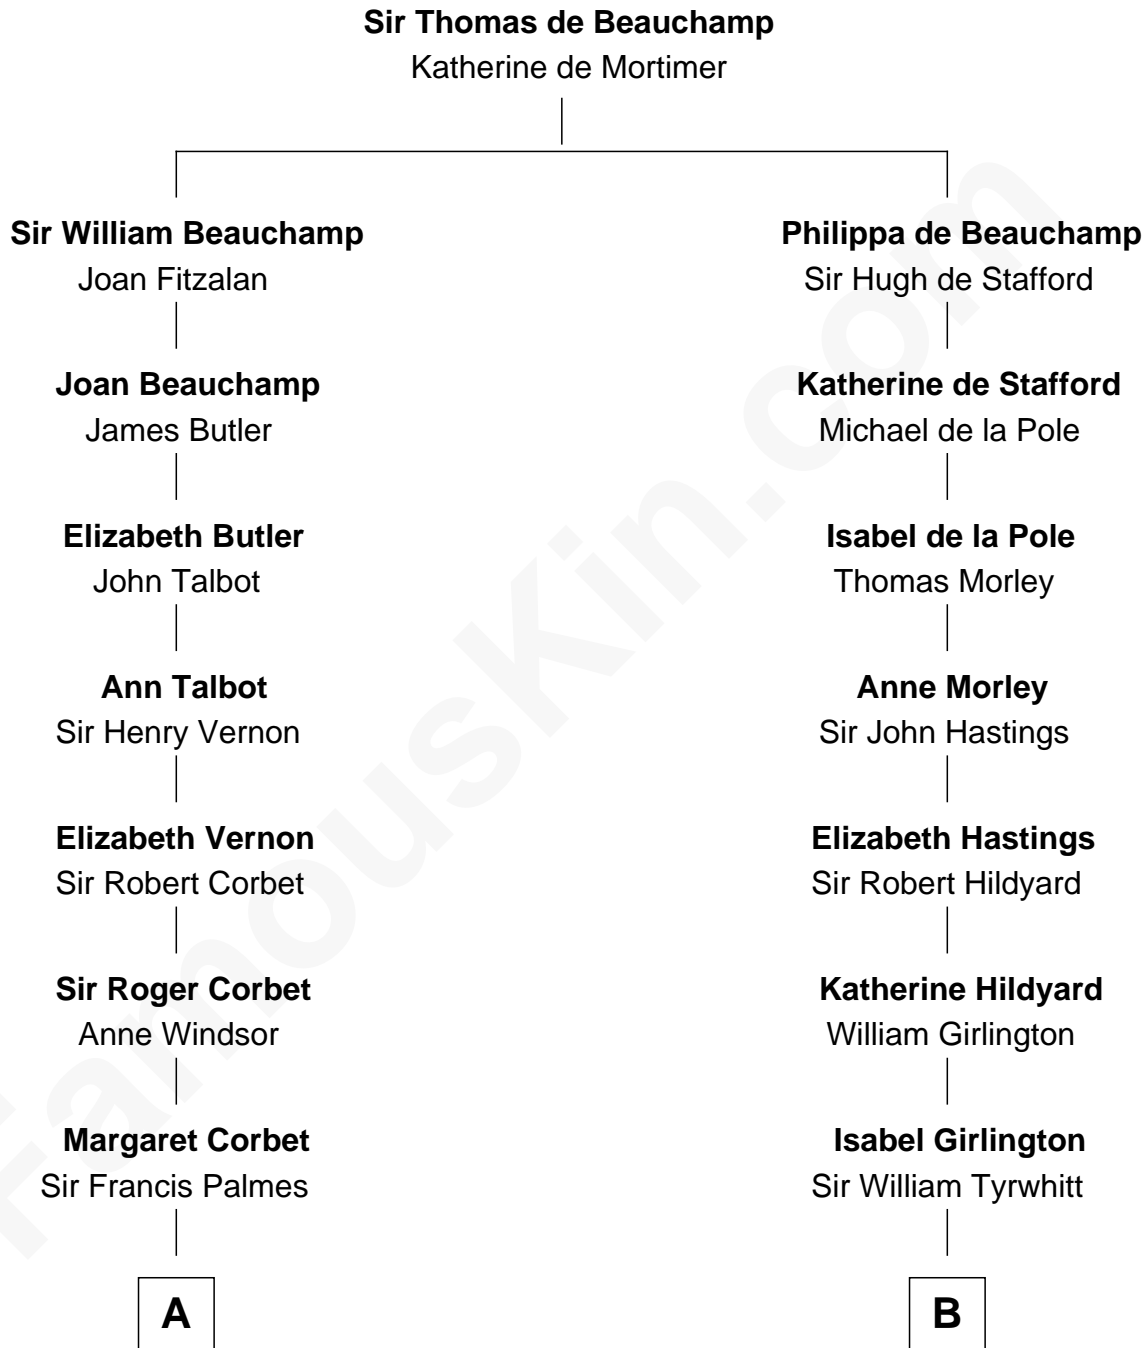 Sir Thomas de Beauchamp
Katherine de Mortimer
Sir William Beauchamp
Joan Fitzalan
Joan Beauchamp
James Butler
Elizabeth Butler
John Talbot
Ann Talbot
Sir Henry Vernon
Elizabeth Vernon
Sir Robert Corbet
Sir Roger Corbet
Anne Windsor
Margaret Corbet
Sir Francis Palmes
A
Philippa de Beauchamp
Sir Hugh de Stafford
Katherine de Stafford
Michael de la Pole
Isabel de la Pole
Thomas Morley
Anne Morley
Sir John Hastings
Elizabeth Hastings
Sir Robert Hildyard
Katherine Hildyard
William Girlington
Isabel Girlington
Sir William Tyrwhitt
B
FamousKin.com